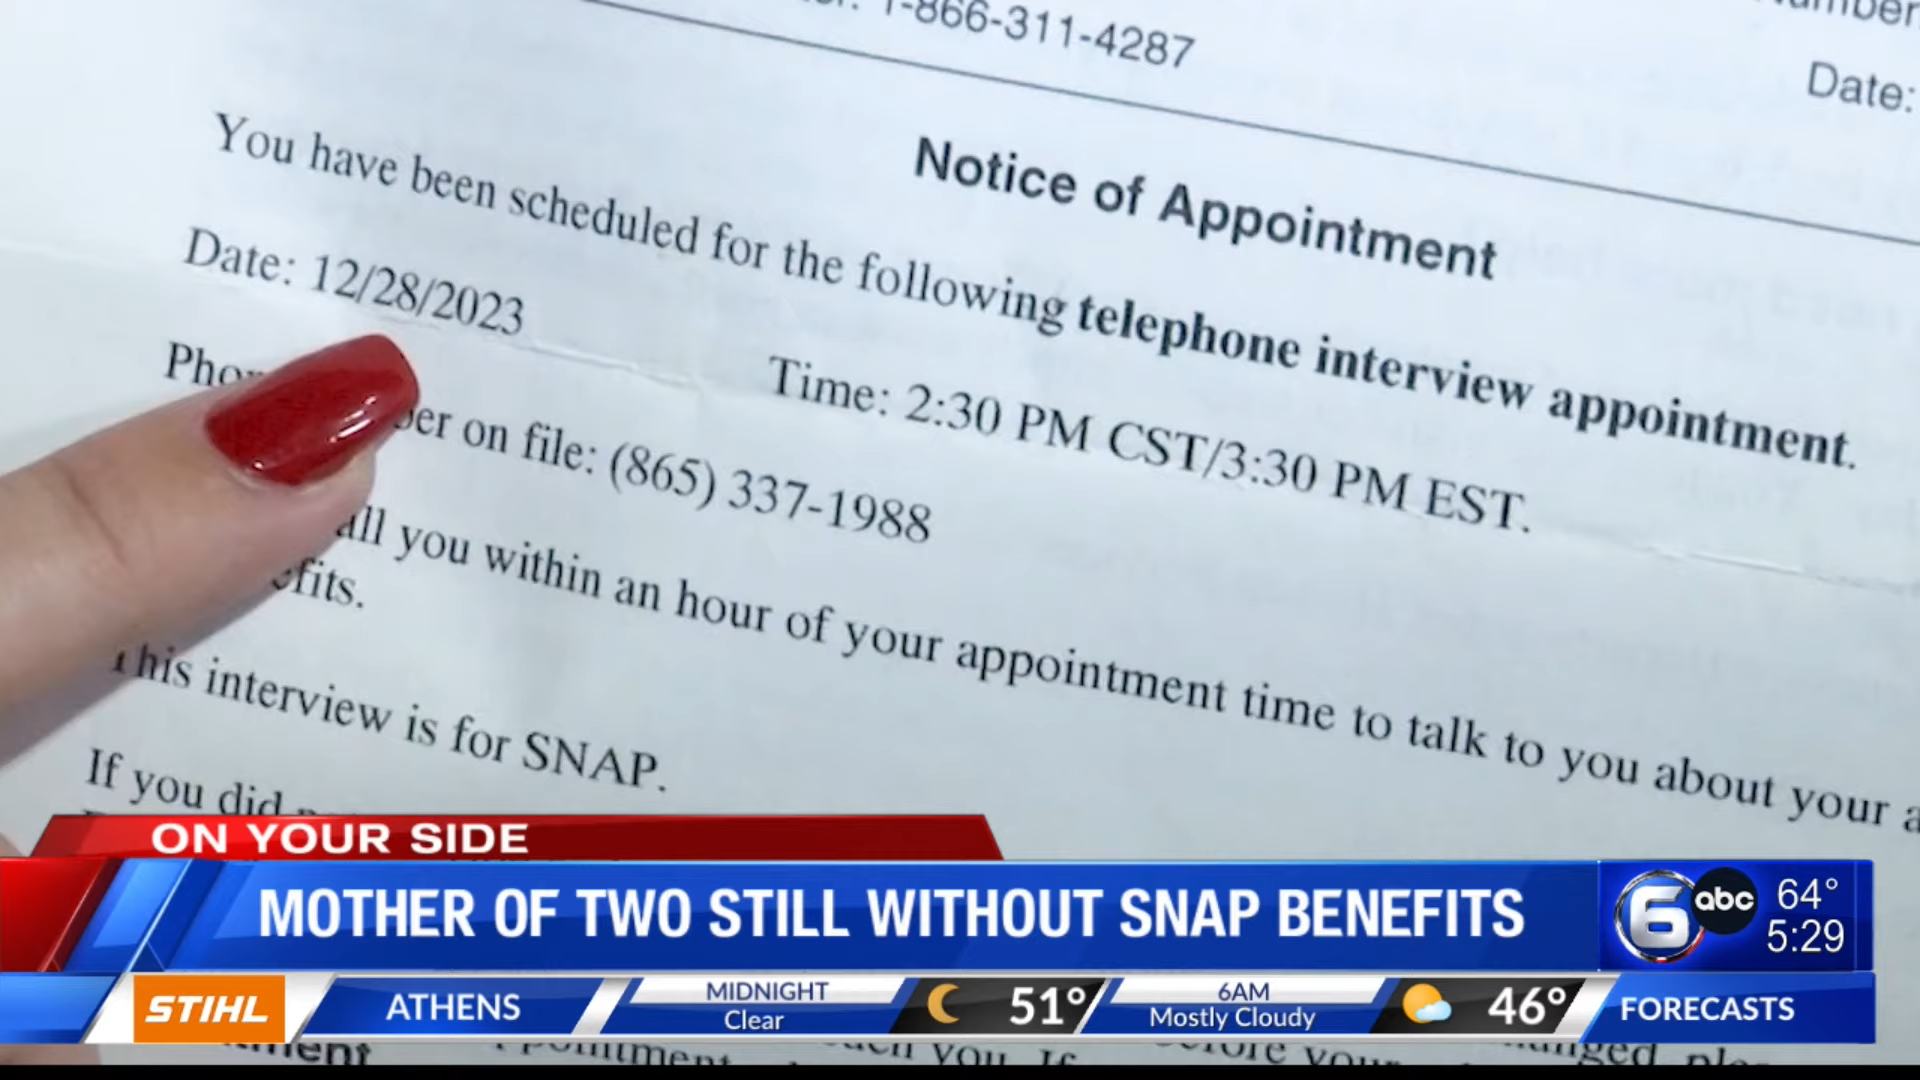 1-866-311-4287
Date:
Notice of Appointment
You have been scheduled for the following telephone interview appointment.
Date: 12/28/2023
Time: 2:30 PM CST/3:30 PM EST.
on file: (865) 337-1988
you within an hour of your appointment time to talk to you about your
This interview is for SNAP.
If you did
ON YOUR SIDE
MOTHER OF TWO STILL WITHOUT SNAP BENEFITS
6 abc
64°
5:29
STIHL
ATHENS
MIDNIGHT
Clear
51°
6AM
Mostly Cloudy
46°
FORECASTS